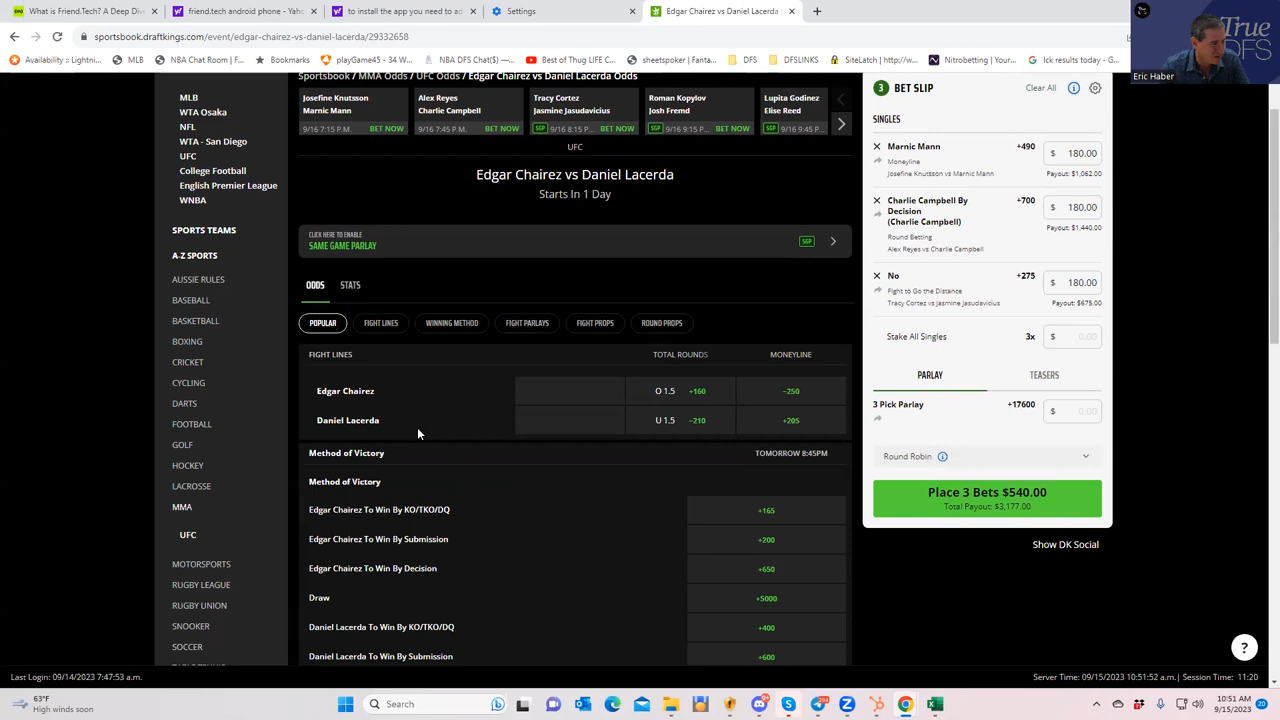 What is Friend.Tech? A Deep Div
friend.tech android phone - Yaho
to install the app you need to ad
Settings
Edgar Chairez vs Daniel Lacerda
sportsbook.draftkings.com/event/edgar-chairez-vs-daniel-lacerda/29332658
Availability :: Lightni...
MLB
NBA Chat Room | F...
Bookmarks
playGame45 - 34 W...
NBA DFS Chat($) —...
Best of Thug LIFE C...
sheetspoker | Fanta...
DFS
DFSLINKS
SiteLatch | http://w...
Nitrobetting | Yo...
Ick results today - G...
True
DFS
Eric Haber
MLB
WTA Osaka
NFL
WTA - San Diego
UFC
College Football
English Premier League
WNBA
SPORTS TEAMS
A-Z SPORTS
AUSSIE RULES
BASEBALL
BASKETBALL
BOXING
CRICKET
CYCLING
DARTS
FOOTBALL
GOLF
HOCKEY
LACROSSE
MMA
UFC
MOTORSPORTS
RUGBY LEAGUE
RUGBY UNION
SNOOKER
SOCCER
Sportsbook / MMA Odds / UFC Odds / Edgar Chairez vs Daniel Lacerda Odds
Josefine Knutsson
Marnic Mann
9/16 7:15 P.M. BET NOW
Alex Reyes
Charlie Campbell
9/16 7:45 P.M. BET NOW
Tracy Cortez
Jasmine Jasudavicius
SGP 9/16 8:15 P.M. BET NOW
Roman Kopylov
Josh Fremd
SGP 9/16 9:15 P.M. BET NOW
Lupita Godinez
Elise Reed
SGP 9/16 9:45 P.M.
UFC
Edgar Chairez vs Daniel Lacerda
Starts In 1 Day
CLICK HERE TO ENABLE
SAME GAME PARLAY SGP
ODDS STATS
POPULAR FIGHT LINES WINNING METHOD FIGHT PARLAYS FIGHT PROPS ROUND PROPS
FIGHT LINES TOTAL ROUNDS MONEYLINE
Edgar Chairez O 1.5 +160 −250
Daniel Lacerda U 1.5 −210 +205
Method of Victory TOMORROW 8:45PM
Method of Victory
Edgar Chairez To Win By KO/TKO/DQ +165
Edgar Chairez To Win By Submission +200
Edgar Chairez To Win By Decision +650
Draw +5000
Daniel Lacerda To Win By KO/TKO/DQ +400
Daniel Lacerda To Win By Submission +600
3 BET SLIP Clear All
SINGLES
Marnic Mann +490 $ 180.00
Moneyline
Josefine Knutsson vs Marnic Mann Payout: $1,062.00
Charlie Campbell By
Decision
(Charlie Campbell) +700 $ 180.00
Round Betting Payout: $1,440.00
Alex Reyes vs Charlie Campbell
No +275 $ 180.00
Fight to Go the Distance
Tracy Cortez vs Jasmine Jasudavicius Payout: $675.00
Stake All Singles 3x $ 0.00
PARLAY TEASERS
3 Pick Parlay +17600 $ 0.00
Round Robin
Place 3 Bets $540.00
Total Payout: $3,177.00
Show DK Social
?
Last Login: 09/14/2023 7:47:53 a.m.
Server Time: 09/15/2023 10:51:52 a.m.| Session Time: 11:20
63°F
High winds soon
Search
10:51 AM
9/15/2023
20